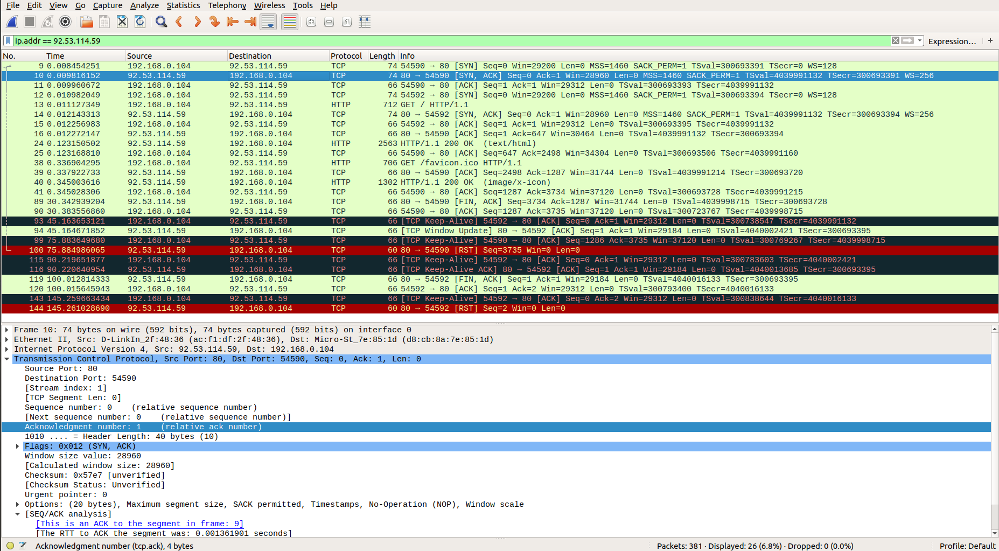 File Edit View Go Capture Analyze Statistics Telephony Wireless Tools Help
ip.addr == 92.53.114.59 Expression… +
No. Time Source Destination Protocol Length Info
9 0.008454251 192.168.0.104 92.53.114.59 TCP 74 54590 → 80 [SYN] Seq=0 Win=29200 Len=0 MSS=1460 SACK_PERM=1 TSval=300693391 TSecr=0 WS=128
10 0.009816152 92.53.114.59 192.168.0.104 TCP 74 80 → 54590 [SYN, ACK] Seq=0 Ack=1 Win=28960 Len=0 MSS=1460 SACK_PERM=1 TSval=4039991132 TSecr=300693391 WS=256
11 0.009960672 192.168.0.104 92.53.114.59 TCP 66 54590 → 80 [ACK] Seq=1 Ack=1 Win=29312 Len=0 TSval=300693393 TSecr=4039991132
12 0.010982049 192.168.0.104 92.53.114.59 TCP 74 54592 → 80 [SYN] Seq=0 Win=29200 Len=0 MSS=1460 SACK_PERM=1 TSval=300693394 TSecr=0 WS=128
13 0.011127349 192.168.0.104 92.53.114.59 HTTP 712 GET / HTTP/1.1
14 0.012143313 92.53.114.59 192.168.0.104 TCP 74 80 → 54592 [SYN, ACK] Seq=0 Ack=1 Win=28960 Len=0 MSS=1460 SACK_PERM=1 TSval=4039991132 TSecr=300693394 WS=256
15 0.012256983 192.168.0.104 92.53.114.59 TCP 66 54592 → 80 [ACK] Seq=1 Ack=1 Win=29312 Len=0 TSval=300693395 TSecr=4039991132
16 0.012272147 92.53.114.59 192.168.0.104 TCP 66 80 → 54590 [ACK] Seq=1 Ack=647 Win=30464 Len=0 TSval=4039991132 TSecr=300693394
24 0.123150502 92.53.114.59 192.168.0.104 HTTP 2563 HTTP/1.1 200 OK (text/html)
25 0.123168810 192.168.0.104 92.53.114.59 TCP 66 54590 → 80 [ACK] Seq=647 Ack=2498 Win=34304 Len=0 TSval=300693506 TSecr=4039991160
38 0.336904295 192.168.0.104 92.53.114.59 HTTP 706 GET /favicon.ico HTTP/1.1
39 0.337922733 92.53.114.59 192.168.0.104 TCP 66 80 → 54590 [ACK] Seq=2498 Ack=1287 Win=31744 Len=0 TSval=4039991214 TSecr=300693720
40 0.345003616 92.53.114.59 192.168.0.104 HTTP 1302 HTTP/1.1 200 OK (image/x-icon)
41 0.345028306 192.168.0.104 92.53.114.59 TCP 66 54590 → 80 [ACK] Seq=1287 Ack=3734 Win=37120 Len=0 TSval=300693728 TSecr=4039991215
89 30.342939204 92.53.114.59 192.168.0.104 TCP 66 80 → 54590 [FIN, ACK] Seq=3734 Ack=1287 Win=31744 Len=0 TSval=4039998715 TSecr=300693728
90 30.383556860 192.168.0.104 92.53.114.59 TCP 66 54590 → 80 [ACK] Seq=1287 Ack=3735 Win=37120 Len=0 TSval=300723767 TSecr=4039998715
93 45.163653121 192.168.0.104 92.53.114.59 TCP 66 [TCP Keep-Alive] 54592 → 80 [ACK] Seq=0 Ack=1 Win=29312 Len=0 TSval=300738547 TSecr=4039991132
94 45.164671852 92.53.114.59 192.168.0.104 TCP 66 [TCP Window Update] 80 → 54592 [ACK] Seq=1 Ack=1 Win=29184 Len=0 TSval=4040002421 TSecr=300693395
99 75.883649680 192.168.0.104 92.53.114.59 TCP 66 [TCP Keep-Alive] 54590 → 80 [ACK] Seq=1286 Ack=3735 Win=37120 Len=0 TSval=300769267 TSecr=4039998715
100 75.884986065 92.53.114.59 192.168.0.104 TCP 60 80 → 54590 [RST] Seq=3735 Win=0 Len=0
115 90.219651877 192.168.0.104 92.53.114.59 TCP 66 [TCP Keep-Alive] 54592 → 80 [ACK] Seq=0 Ack=1 Win=29312 Len=0 TSval=300783603 TSecr=4040002421
116 90.220640954 92.53.114.59 192.168.0.104 TCP 66 [TCP Keep-Alive ACK] 80 → 54592 [ACK] Seq=1 Ack=1 Win=29184 Len=0 TSval=4040013685 TSecr=300693395
119 100.012814333 92.53.114.59 192.168.0.104 TCP 66 80 → 54592 [FIN, ACK] Seq=1 Ack=1 Win=29184 Len=0 TSval=4040016133 TSecr=300693395
120 100.015645943 192.168.0.104 92.53.114.59 TCP 66 54592 → 80 [ACK] Seq=1 Ack=2 Win=29312 Len=0 TSval=300793400 TSecr=4040016133
143 145.259663434 192.168.0.104 92.53.114.59 TCP 66 [TCP Keep-Alive] 54592 → 80 [ACK] Seq=0 Ack=2 Win=29312 Len=0 TSval=300838644 TSecr=4040016133
144 145.261028690 92.53.114.59 192.168.0.104 TCP 60 80 → 54592 [RST] Seq=2 Win=0 Len=0
Frame 10: 74 bytes on wire (592 bits), 74 bytes captured (592 bits) on interface 0
Ethernet II, Src: D-LinkIn_2f:48:36 (ac:f1:df:2f:48:36), Dst: Micro-St_7e:85:1d (d8:cb:8a:7e:85:1d)
Internet Protocol Version 4, Src: 92.53.114.59, Dst: 192.168.0.104
Transmission Control Protocol, Src Port: 80, Dst Port: 54590, Seq: 0, Ack: 1, Len: 0
Source Port: 80
Destination Port: 54590
[Stream index: 1]
[TCP Segment Len: 0]
Sequence number: 0 (relative sequence number)
[Next sequence number: 0 (relative sequence number)]
Acknowledgment number: 1 (relative ack number)
1010 .... = Header Length: 40 bytes (10)
Flags: 0x012 (SYN, ACK)
Window size value: 28960
[Calculated window size: 28960]
Checksum: 0x57e7 [unverified]
[Checksum Status: Unverified]
Urgent pointer: 0
Options: (20 bytes), Maximum segment size, SACK permitted, Timestamps, No-Operation (NOP), Window scale
[SEQ/ACK analysis]
[This is an ACK to the segment in frame: 9]
[The RTT to ACK the segment was: 0.001361901 seconds]
Acknowledgment number (tcp.ack), 4 bytes Packets: 381 · Displayed: 26 (6.8%) · Dropped: 0 (0.0%) Profile: Default